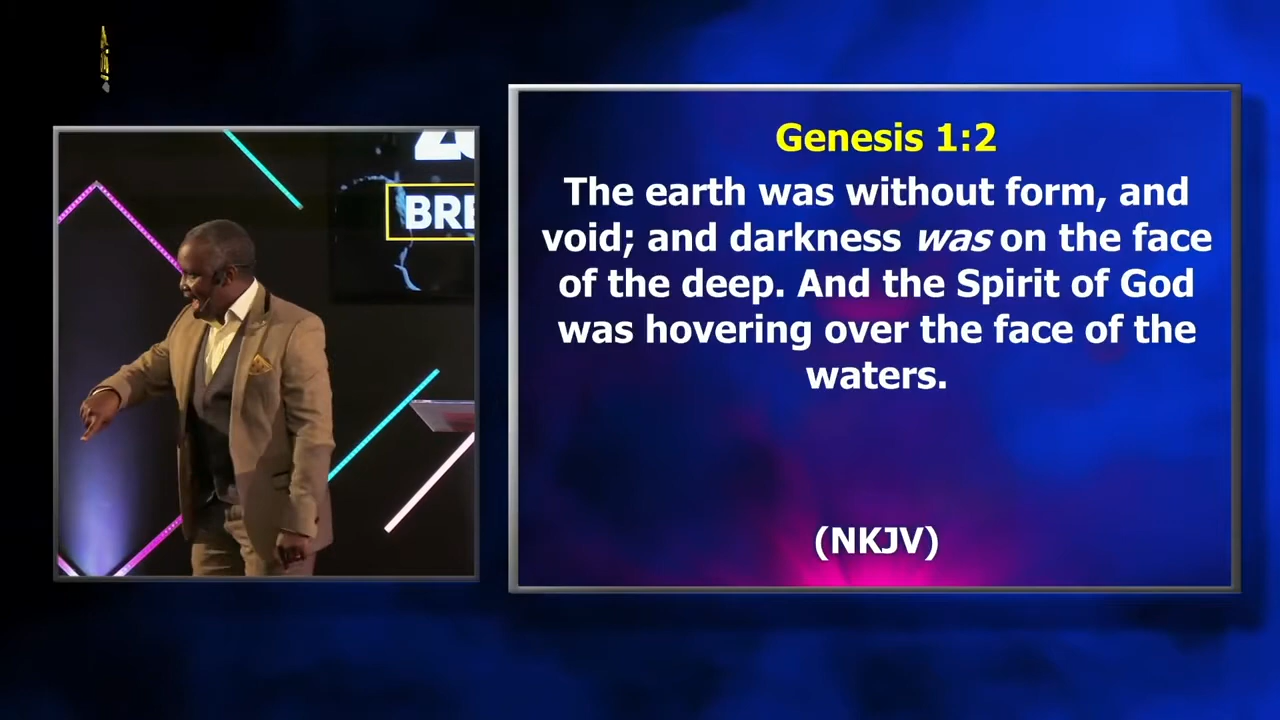 BRE
Genesis 1:2
The earth was without form, and
void; and darkness was on the face
of the deep. And the Spirit of God
was hovering over the face of the
waters.
(NKJV)